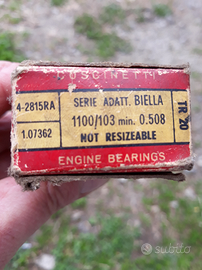 CUSCINETTI
4-2815RA
SERIE ADATT. BIELLA
1100/103 min. 0.508
TR 20
1.07362
NOT RESIZEABLE
ENGINE BEARINGS
subito